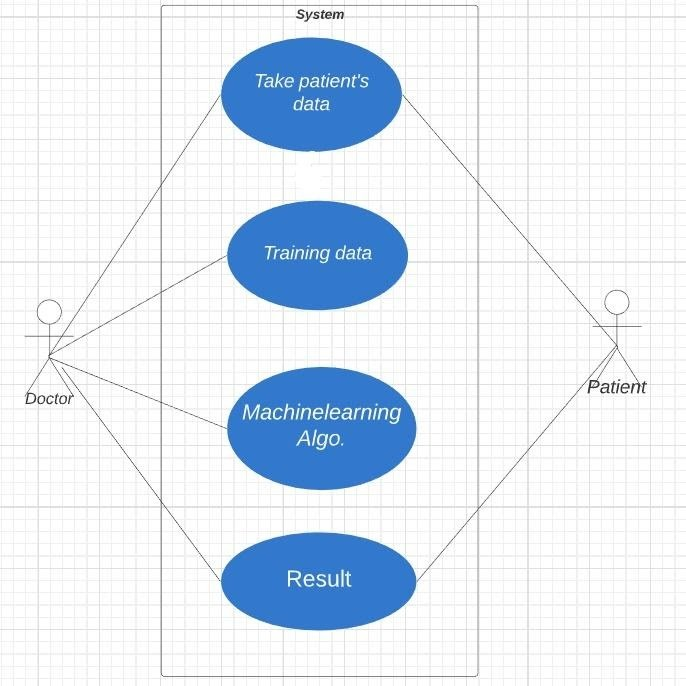 System
Take patient's
data
Training data
Doctor
Patient
Machinelearning
Algo.
Result